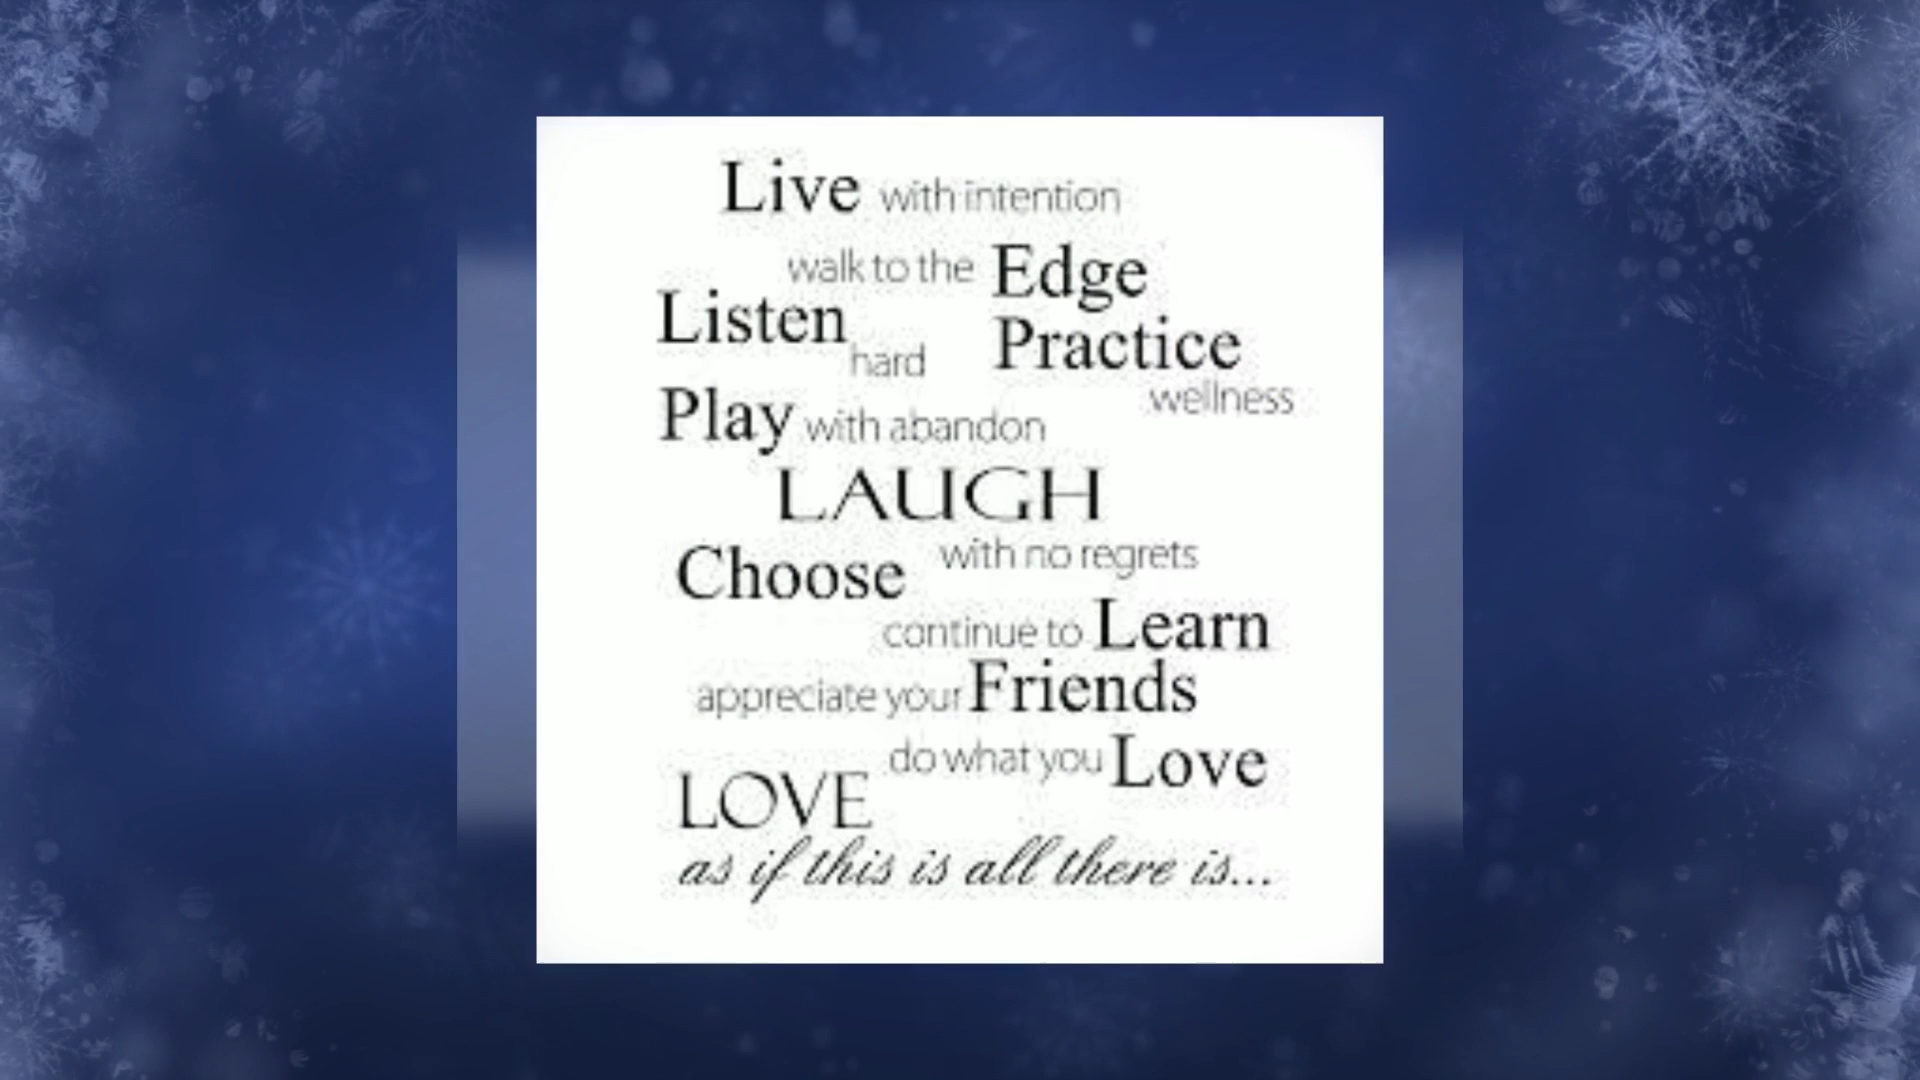 Live with intention
walk to the Edge
Listen hard
Practice wellness
Play with abandon
LAUGH
Choose with no regrets
continue to Learn
appreciate your Friends
do what you Love
LOVE
as if this is all there is...